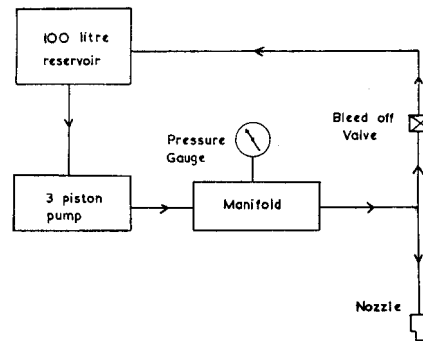 100 litre
reservoir
Bleed off
Valve
Pressure
Gauge
3 piston
pump
Manifold
Nozzle